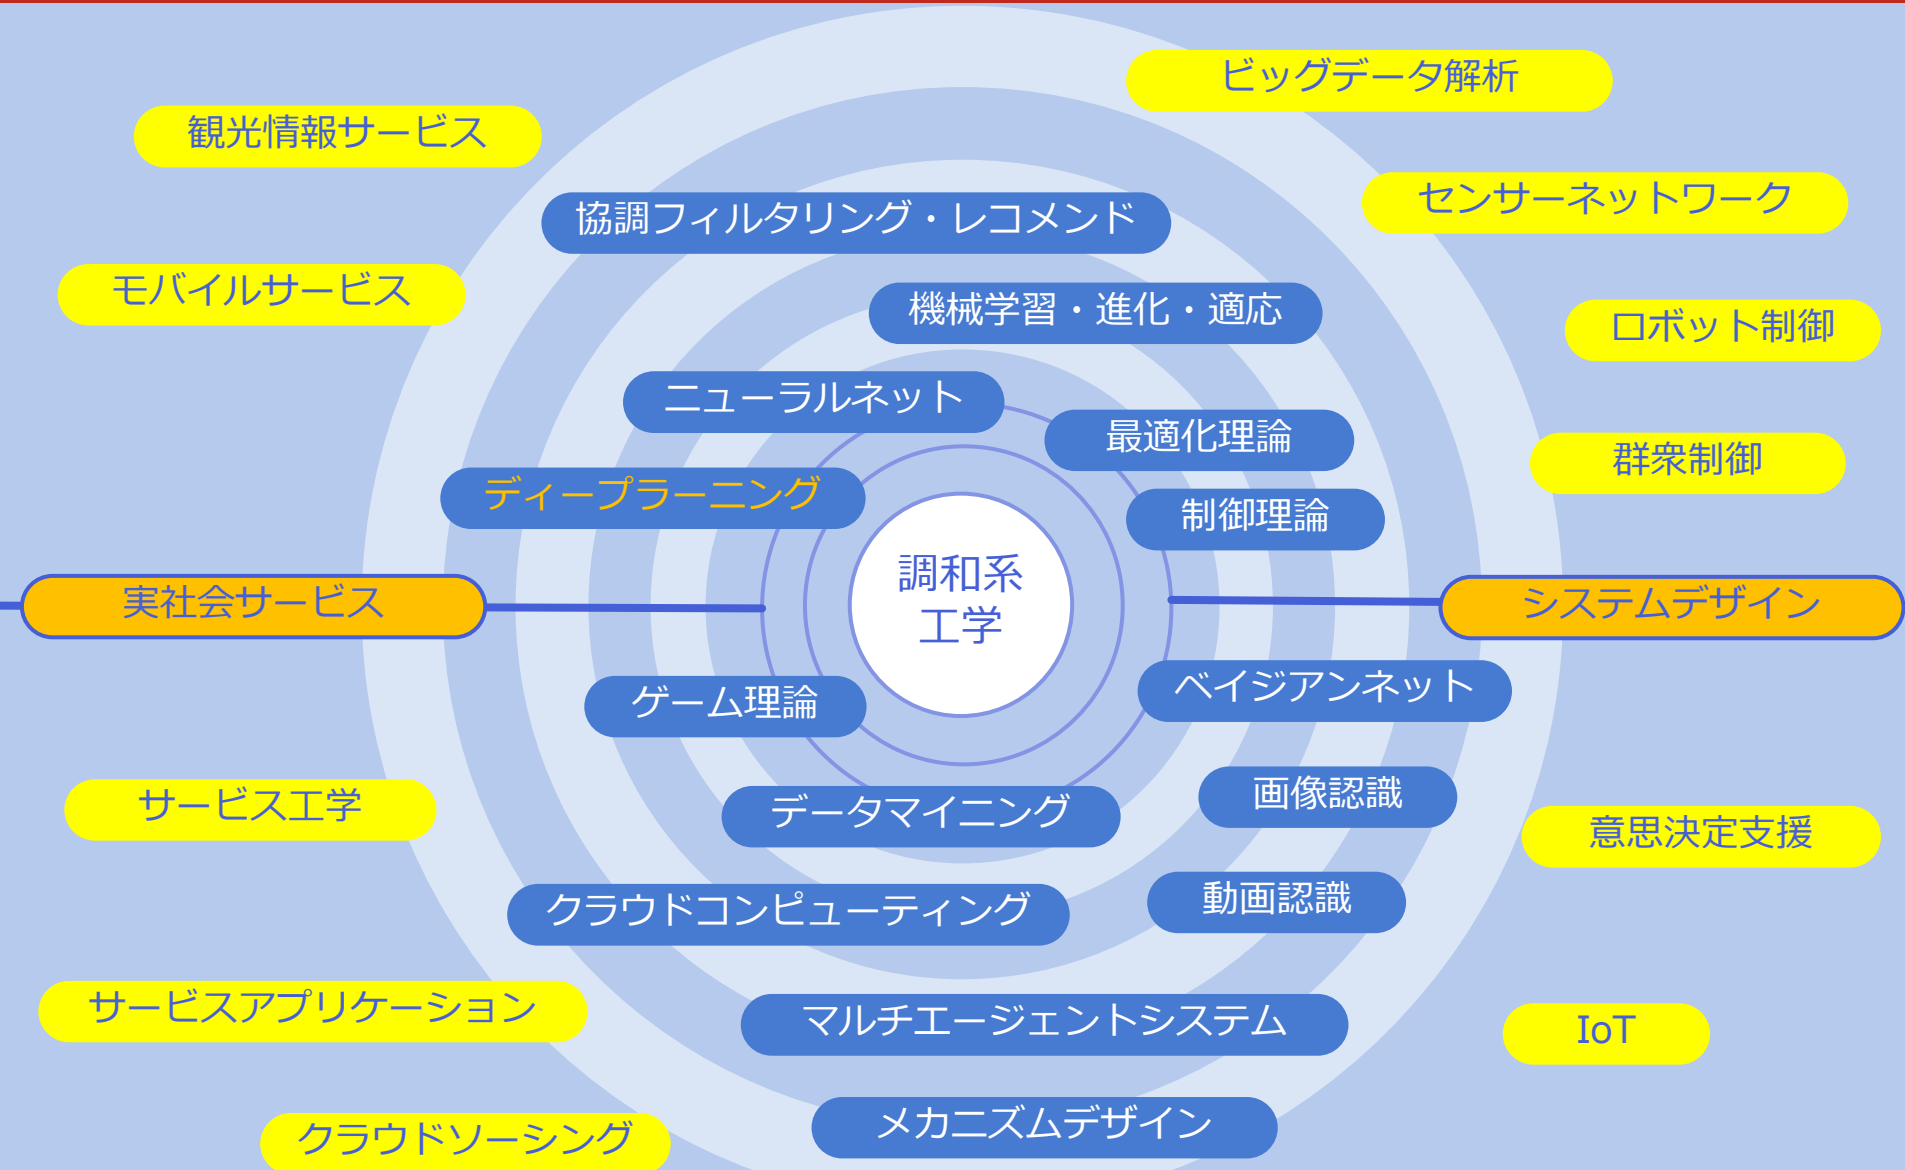 ビッグデータ解析
観光情報サービス
センサーネットワーク
協調フィルタリング・レコメンド
モバイルサービス
機械学習・進化・適応
ロボット制御
ニューラルネット
最適化理論
群衆制御
ディープラーニング
制御理論
調和系
工学
実社会サービス
システムデザイン
ゲーム理論
ベイジアンネット
サービス工学
データマイニング
画像認識
意思決定支援
クラウドコンピューティング
動画認識
サービスアプリケーション
マルチエージェントシステム
IoT
クラウドソーシング
メカニズムデザイン